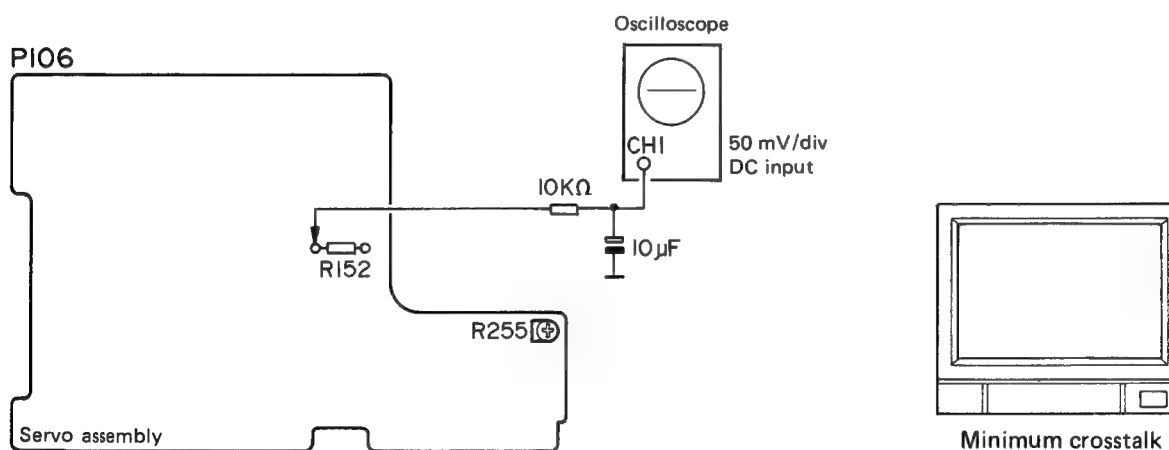 Oscilloscope
P106
CH1
50 mV/div
DC input
10KΩ
10µF
R152
R255
Servo assembly
Minimum crosstalk